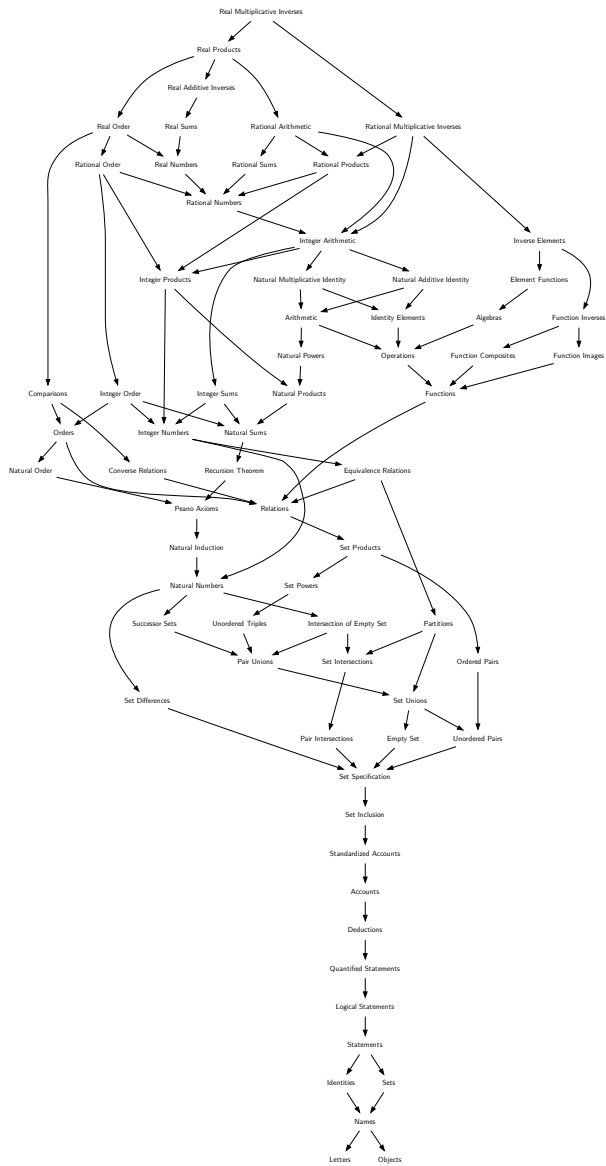 Real Multiplicative Inverses
Real Products
Real Additive Inverses
Real Order
Real Sums
Rational Arithmetic
Rational Multiplicative Inverses
Rational Order
Real Numbers
Rational Sums
Rational Products
Rational Numbers
Integer Arithmetic
Inverse Elements
Integer Products
Natural Multiplicative Identity
Natural Additive Identity
Element Functions
Arithmetic
Identity Elements
Algebras
Function Inverses
Natural Powers
Operations
Function Composites
Function Images
Comparisons
Integer Order
Integer Sums
Natural Products
Functions
Orders
Integer Numbers
Natural Sums
Natural Order
Converse Relations
Recursion Theorem
Equivalence Relations
Peano Axioms
Relations
Natural Induction
Set Products
Natural Numbers
Set Powers
Successor Sets
Unordered Triples
Intersection of Empty Set
Partitions
Pair Unions
Set Intersections
Ordered Pairs
Set Differences
Set Unions
Pair Intersections
Empty Set
Unordered Pairs
Set Specification
Set Inclusion
Standardized Accounts
Accounts
Deductions
Quantified Statements
Logical Statements
Statements
Identities
Sets
Names
Letters
Objects